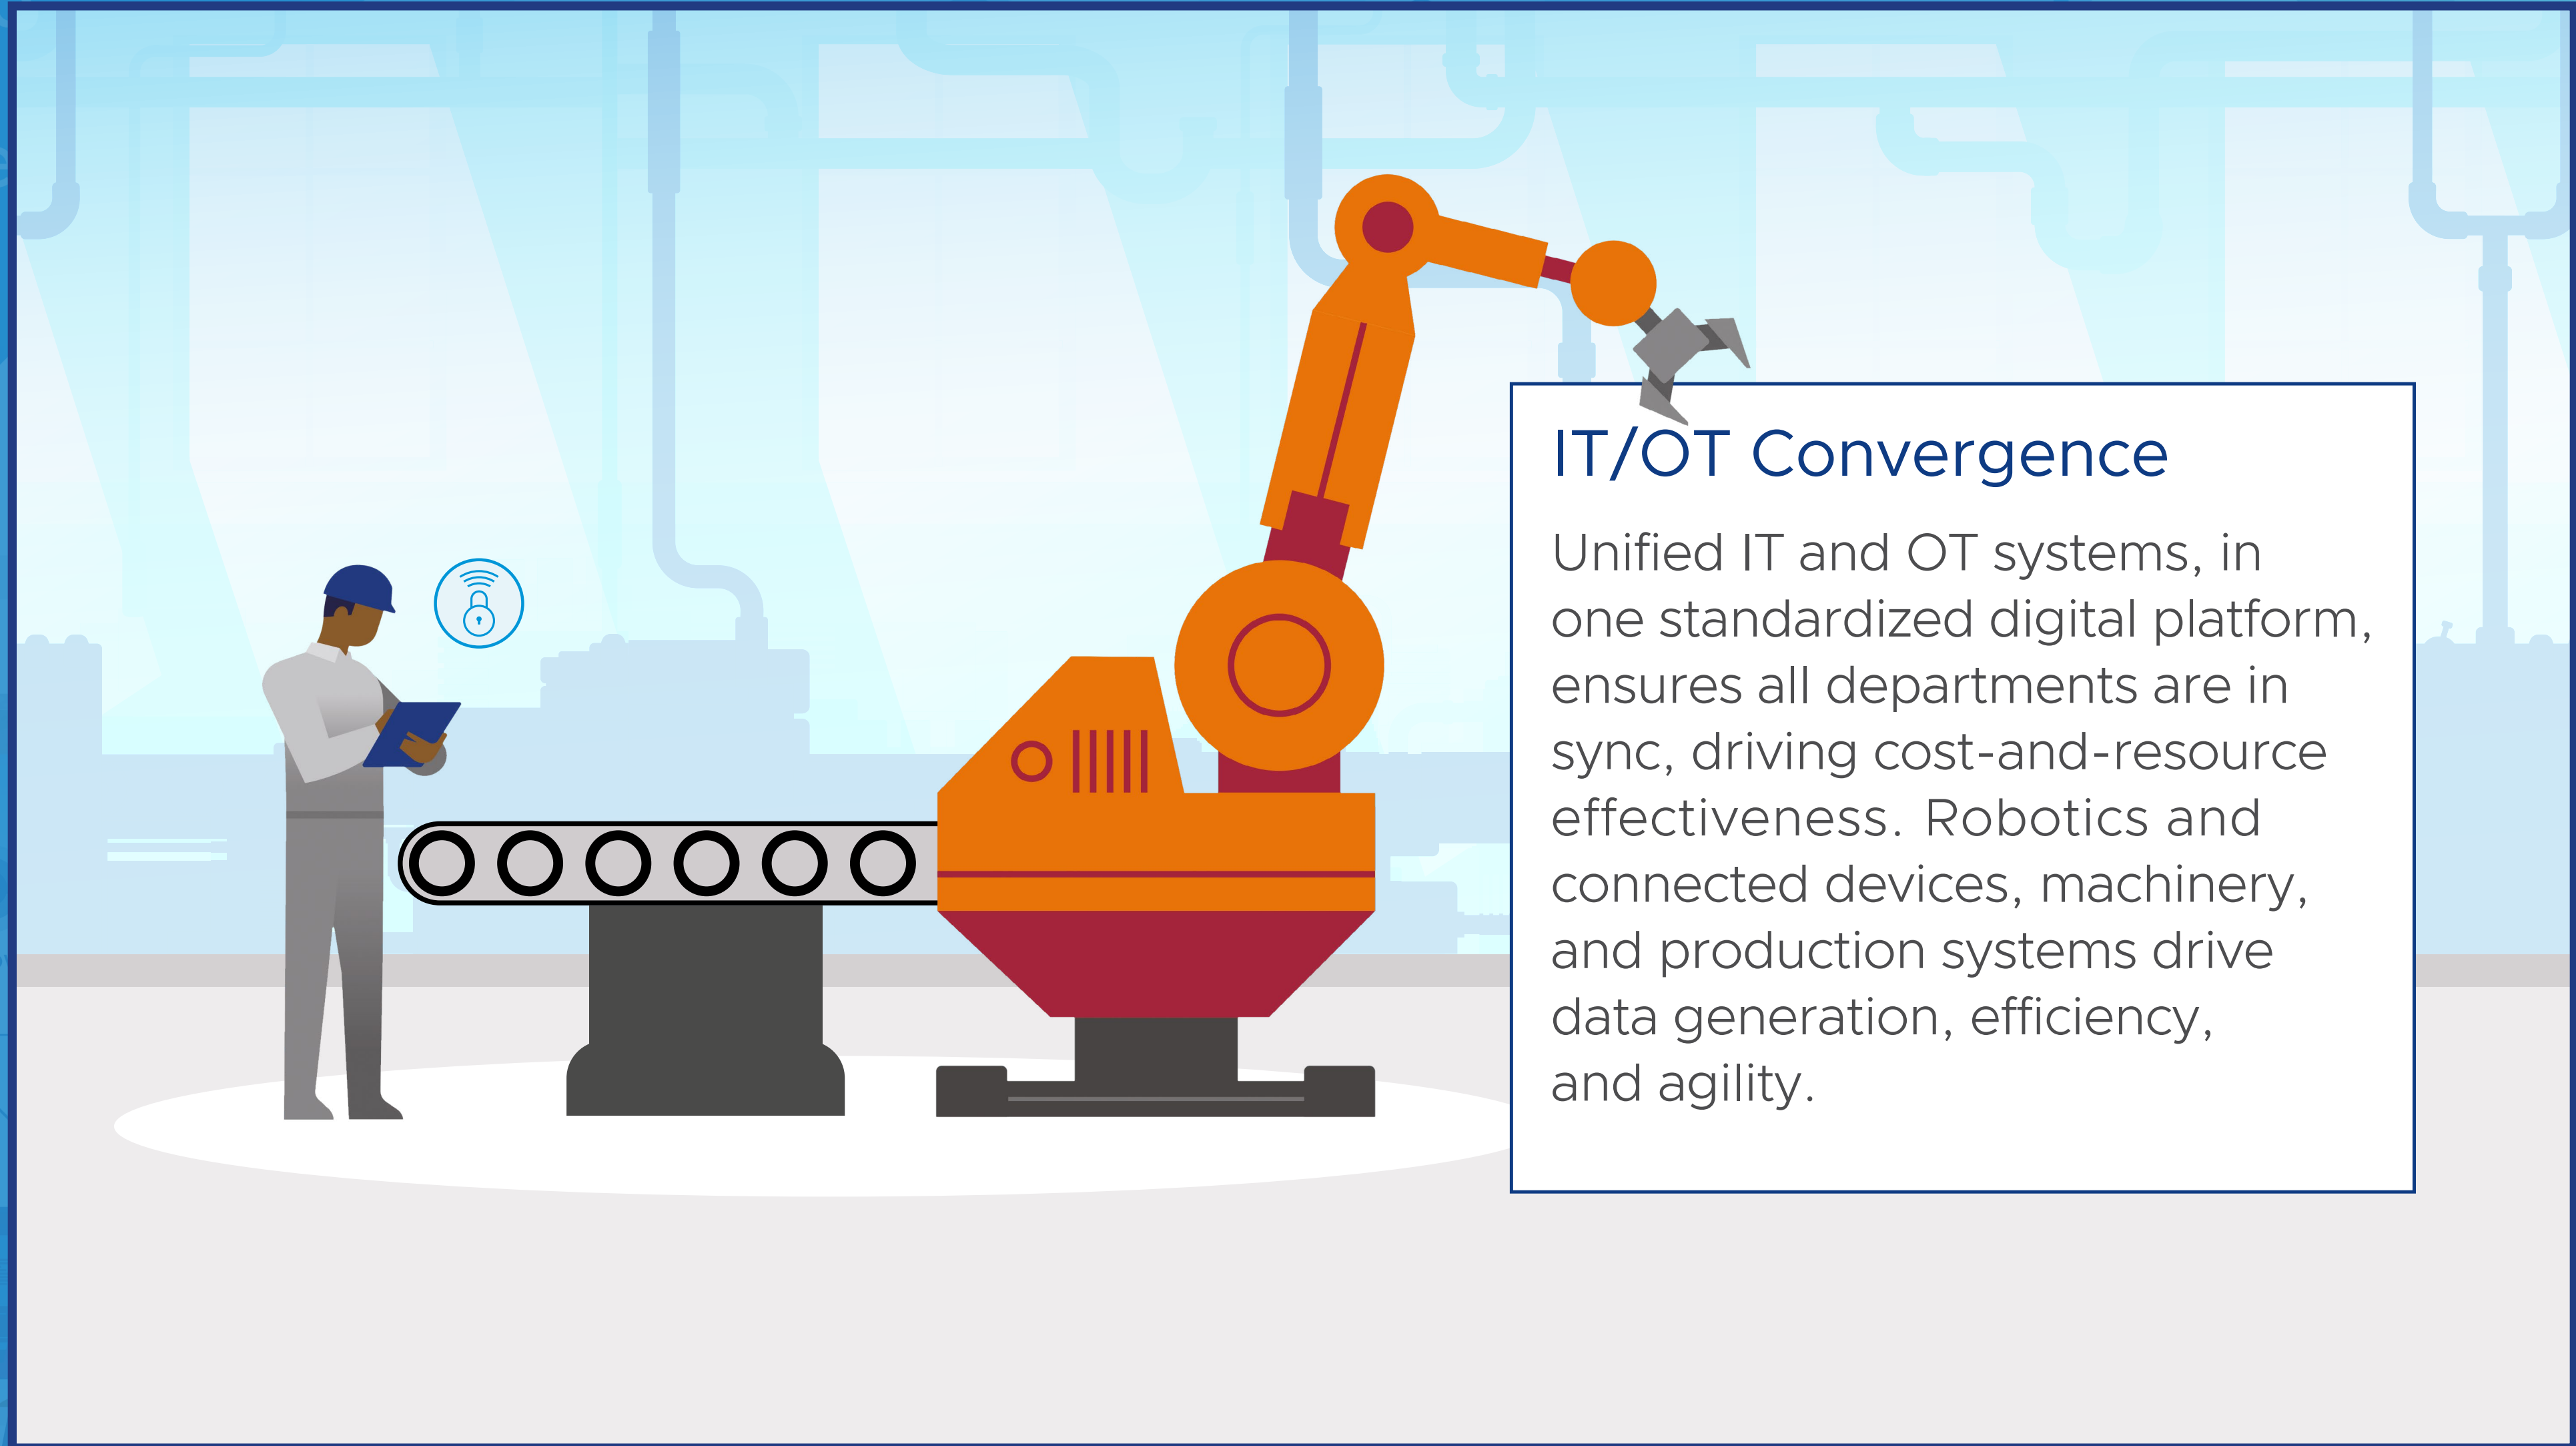 IT/OT Convergence
Unified IT and OT systems, in
one standardized digital platform,
ensures all departments are in
sync, driving cost-and-resource
effectiveness. Robotics and
connected devices, machinery,
and production systems drive
data generation, efficiency,
and agility.